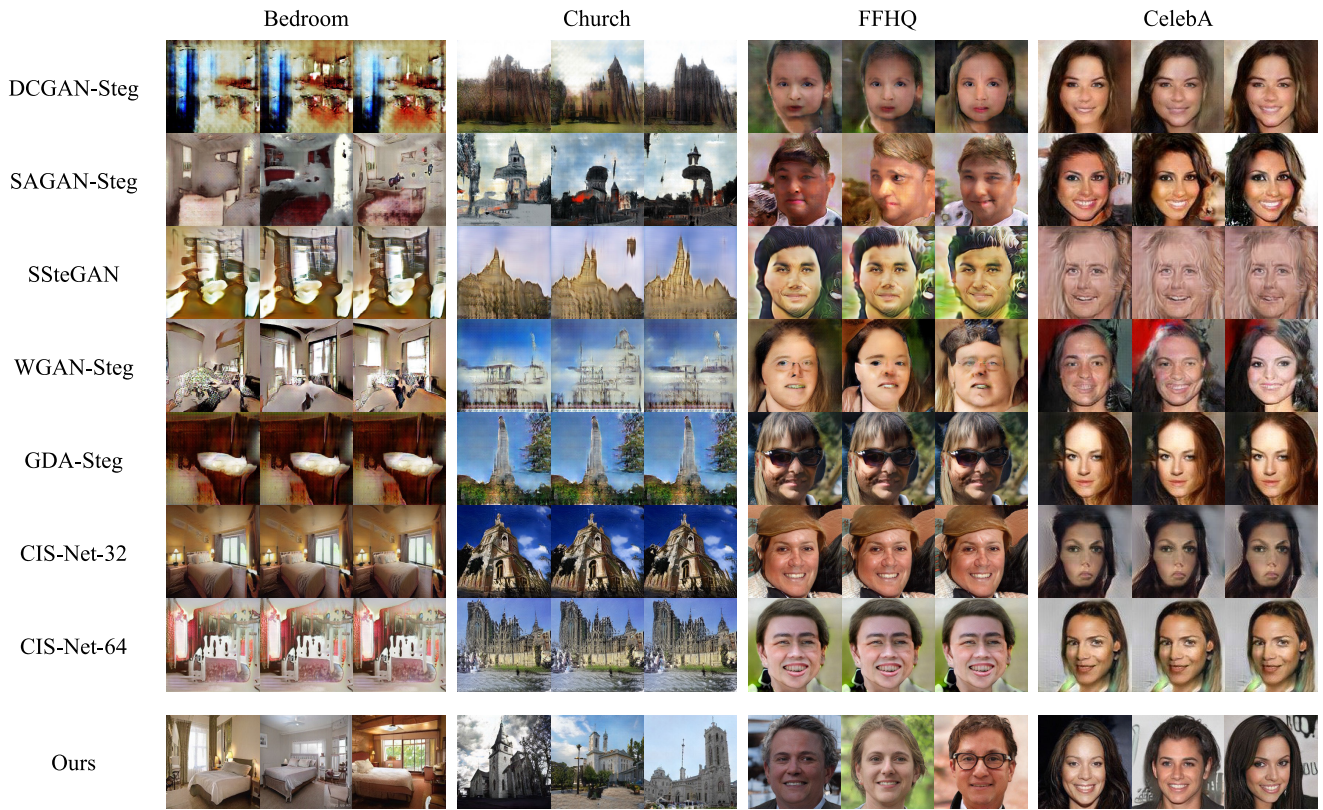 Bedroom Church FFHQ CelebA
DCGAN-Steg
SAGAN-Steg
SSteGAN
WGAN-Steg
GDA-Steg
CIS-Net-32
CIS-Net-64
Ours